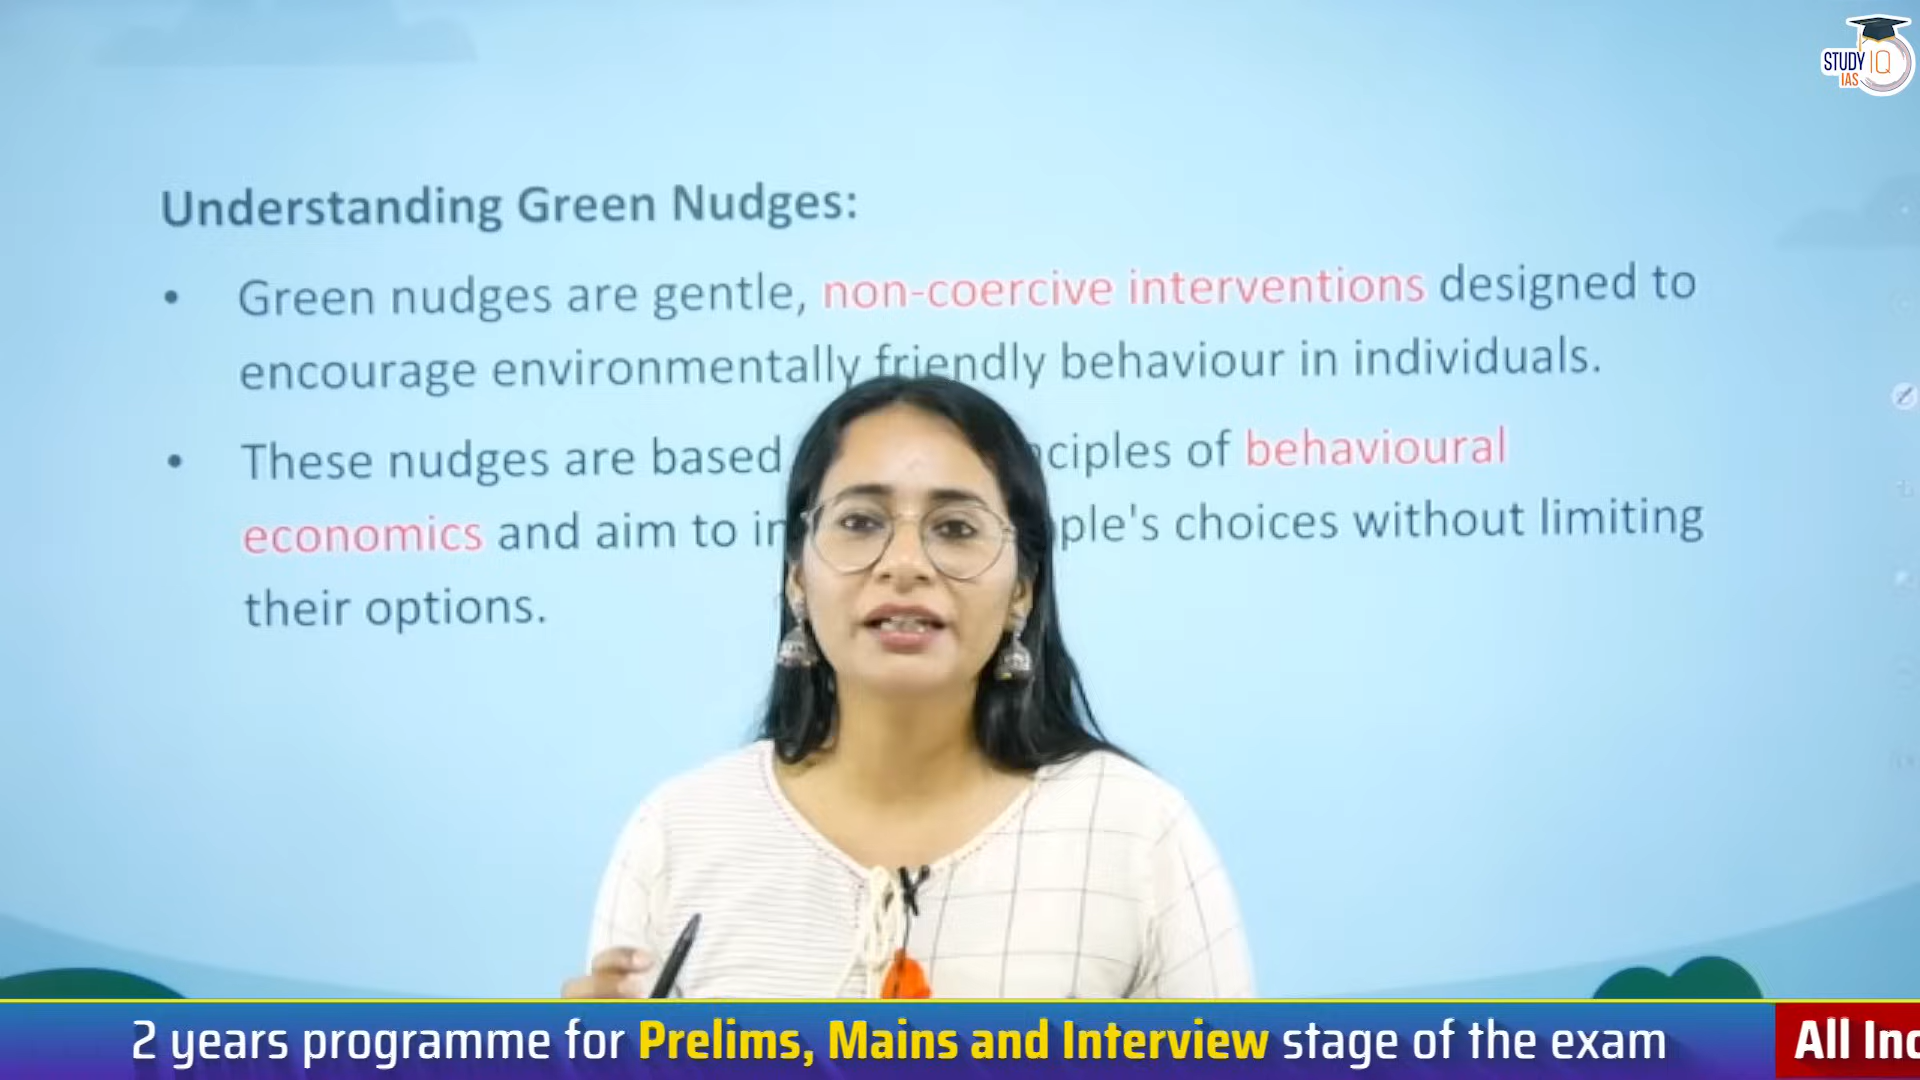 STUDY IQ
IAS
Understanding Green Nudges:
• Green nudges are gentle, non-coercive interventions designed to
encourage environmentally friendly behaviour in individuals.
• These nudges are based ciples of behavioural
economics and aim to ple's choices without limiting
their options.
2 years programme for Prelims, Mains and Interview stage of the exam
All